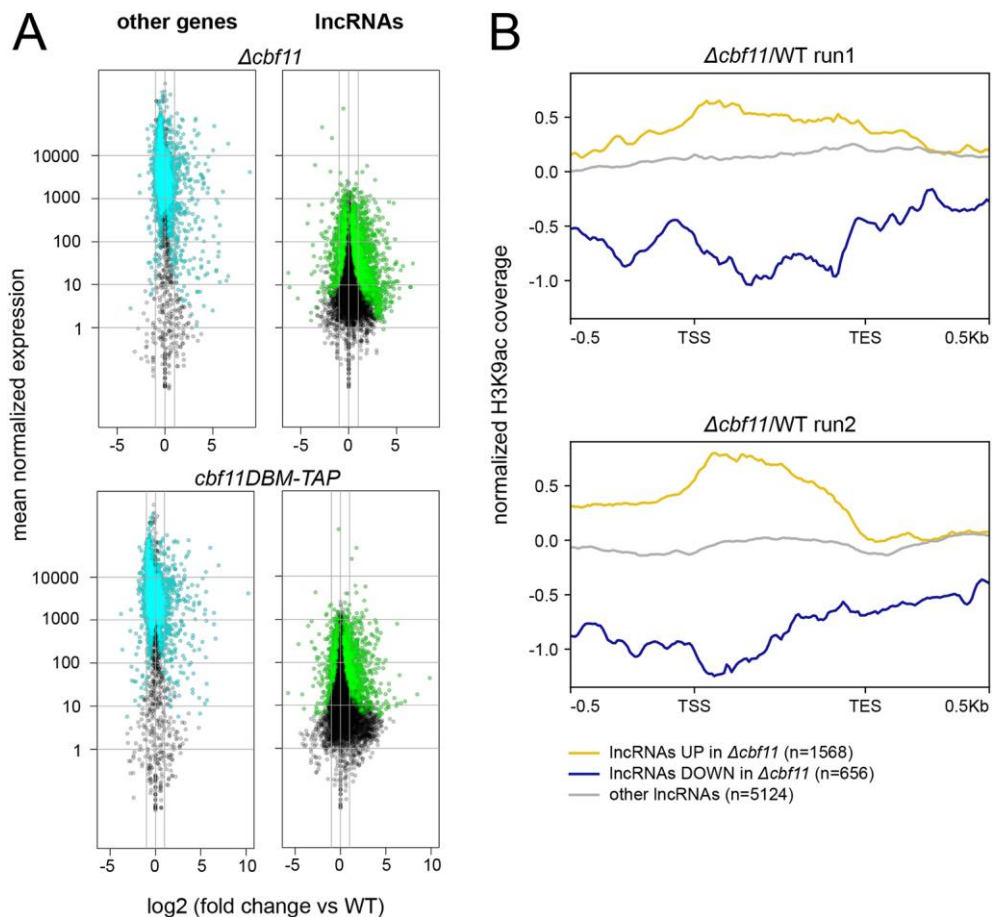 A
other genes
lncRNAs
Δcbf11
mean normalized expression
10000
1000
100
10
1
-5
0
5
-5
0
5
cbf11DBM-TAP
10000
1000
100
10
1
-5
0
5
10
-5
0
5
10
log2 (fold change vs WT)
B
Δcbf11/WT run1
normalized H3K9ac coverage
0.5
0.0
-0.5
-1.0
-0.5
TSS
TES
0.5Kb
Δcbf11/WT run2
0.5
0.0
-0.5
-1.0
-0.5
TSS
TES
0.5Kb
lncRNAs UP in Δcbf11 (n=1568)
lncRNAs DOWN in Δcbf11 (n=656)
other lncRNAs (n=5124)